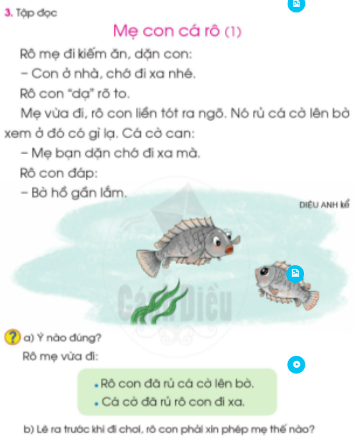 3. Tập đọc
Mẹ con cá rô (1)
Rô mẹ đi kiếm ăn, dặn con:
– Con ở nhà, chớ đi xa nhé.
Rô con "dạ" rõ to.
Mẹ vừa đi, rô con liền tót ra ngõ. Nó rủ cá cờ lên bờ
xem ở đó có gì lạ. Cá cờ can:
– Mẹ bạn dặn chớ đi xa mà.
Rô con đáp:
– Bờ hồ gần lắm.
DIỆU ANH kể
Cánh Diều
? a) Ý nào đúng?
Rô mẹ vừa đi:
• Rô con đã rủ cá cờ lên bờ.
• Cá cờ đã rủ rô con đi xa.
b) Lẽ ra trước khi đi chơi, rô con phải xin phép mẹ thế nào?